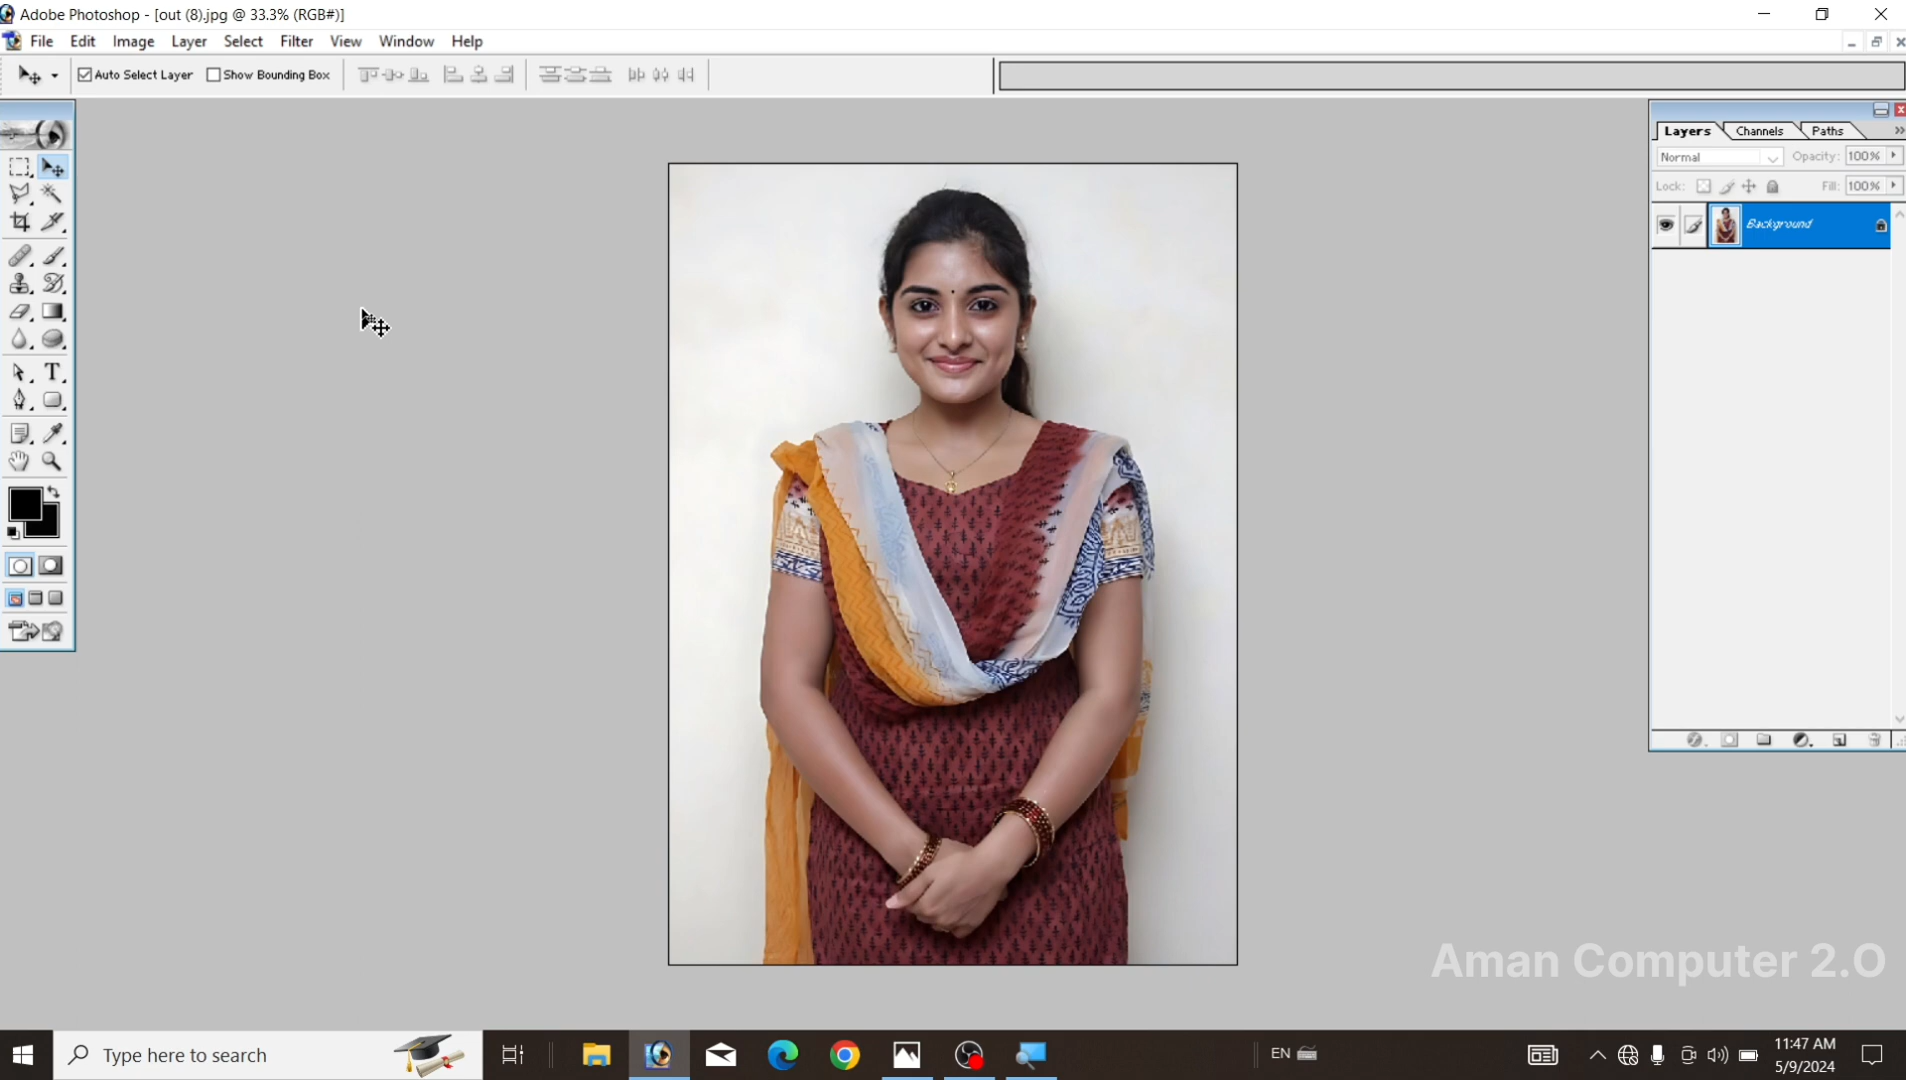 Adobe Photoshop - [out (8).jpg @ 33.3% (RGB#)]
File Edit Image Layer Select Filter View Window Help
Auto Select Layer Show Bounding Box
Layers Channels Paths
Normal Opacity: 100%
Lock: Fill: 100%
Background
Aman Computer 2.O
Type here to search
EN
11:47 AM
5/9/2024